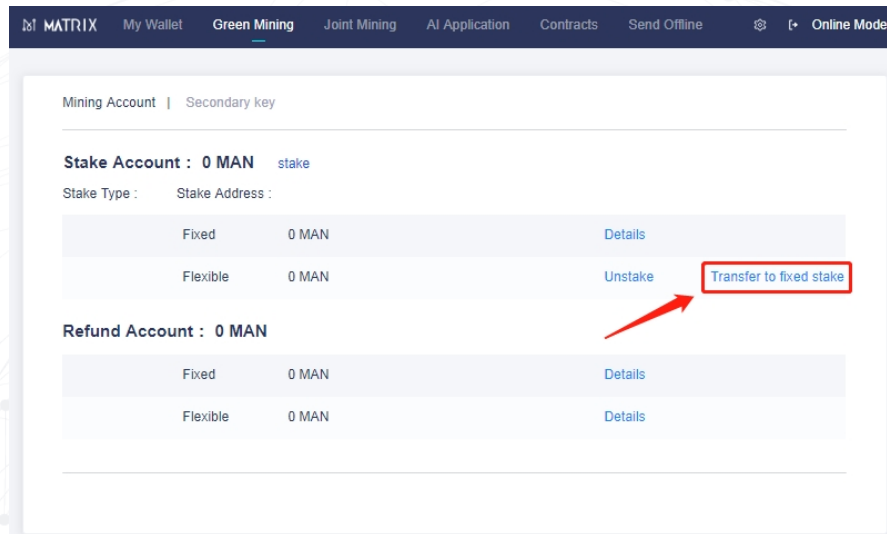 MATRIX My Wallet Green Mining Joint Mining AI Application Contracts Send Offline Online Mode
Mining Account | Secondary key
Stake Account : 0 MAN stake
Stake Type : Stake Address :
Fixed 0 MAN Details
Flexible 0 MAN Unstake Transfer to fixed stake
Refund Account : 0 MAN
Fixed 0 MAN Details
Flexible 0 MAN Details